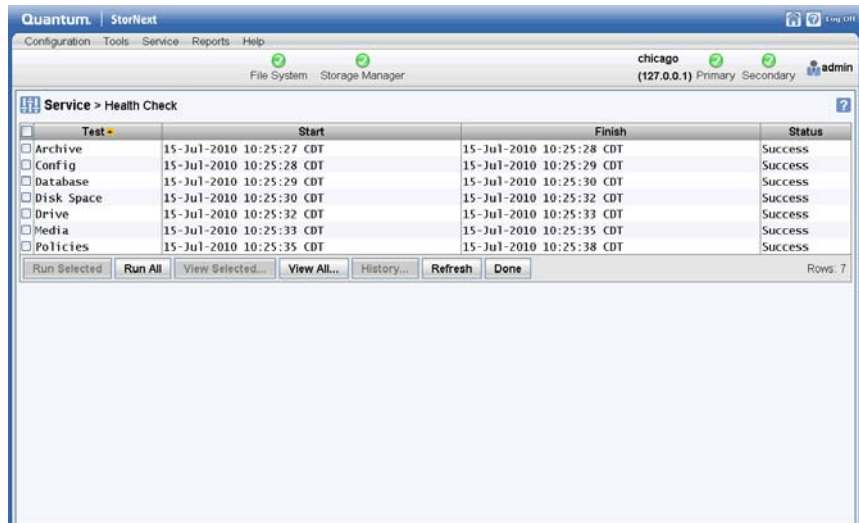 Quantum. StorNext Log Off
Configuration Tools Service Reports Help
File System Storage Manager chicago (127.0.0.1) Primary Secondary admin
Service > Health Check
Test Start Finish Status
Archive 15-Jul-2010 10:25:27 CDT 15-Jul-2010 10:25:28 CDT Success
Config 15-Jul-2010 10:25:28 CDT 15-Jul-2010 10:25:29 CDT Success
Database 15-Jul-2010 10:25:29 CDT 15-Jul-2010 10:25:30 CDT Success
Disk Space 15-Jul-2010 10:25:30 CDT 15-Jul-2010 10:25:32 CDT Success
Drive 15-Jul-2010 10:25:32 CDT 15-Jul-2010 10:25:33 CDT Success
Media 15-Jul-2010 10:25:33 CDT 15-Jul-2010 10:25:35 CDT Success
Policies 15-Jul-2010 10:25:35 CDT 15-Jul-2010 10:25:38 CDT Success
Run Selected Run All View Selected... View All... History... Refresh Done Rows: 7